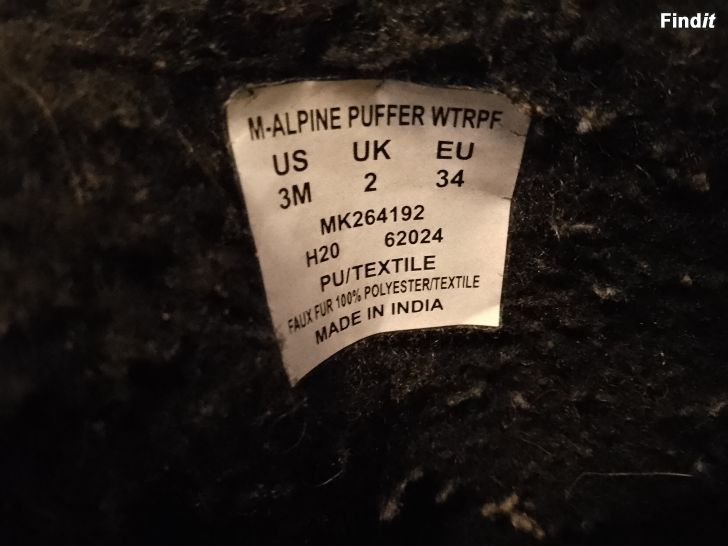 Findit
M-ALPINE PUFFER WTRPF
US UK EU
3M 2 34
MK264192
H20 62024
PU/TEXTILE
FAUX FUR 100% POLYESTER/TEXTILE
MADE IN INDIA